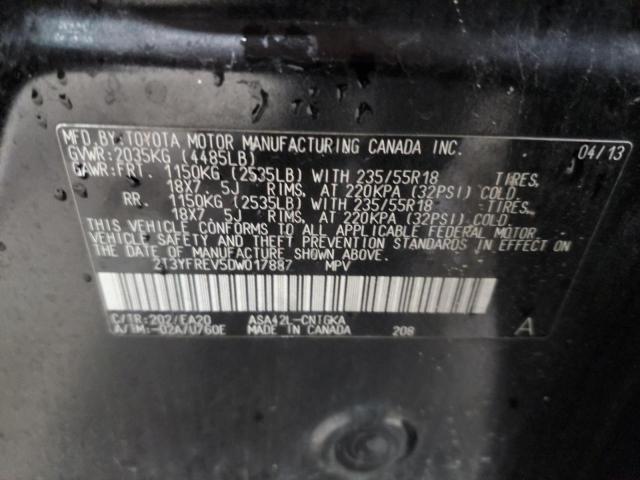 MFD.BY:TOYOTA MOTOR MANUFACTURING CANADA INC. 04/13
GVWR:2035KG (4485LB)
GAWR:FRT. 1150KG (2535LB) WITH 235/55R18 TIRES,
18X7.5J RIMS, AT 220KPA (32PSI) COLD
RR. 1150KG (2535LB) WITH 235/55R18 TIRES,
18X7.5J RIMS, AT 220KPA (32PSI) COLD
THIS VEHICLE CONFORMS TO ALL APPLICABLE FEDERAL MOTOR
VEHICLE SAFETY AND THEFT PREVENTION STANDARDS IN EFFECT ON
THE DATE OF MANUFACTURE SHOWN ABOVE.
2T3YFREV5DW017887 MPV
C/TR:202/EA20 ASA42L-CNTGKA
A/TM:-02A/U760E MADE IN CANADA 208 A